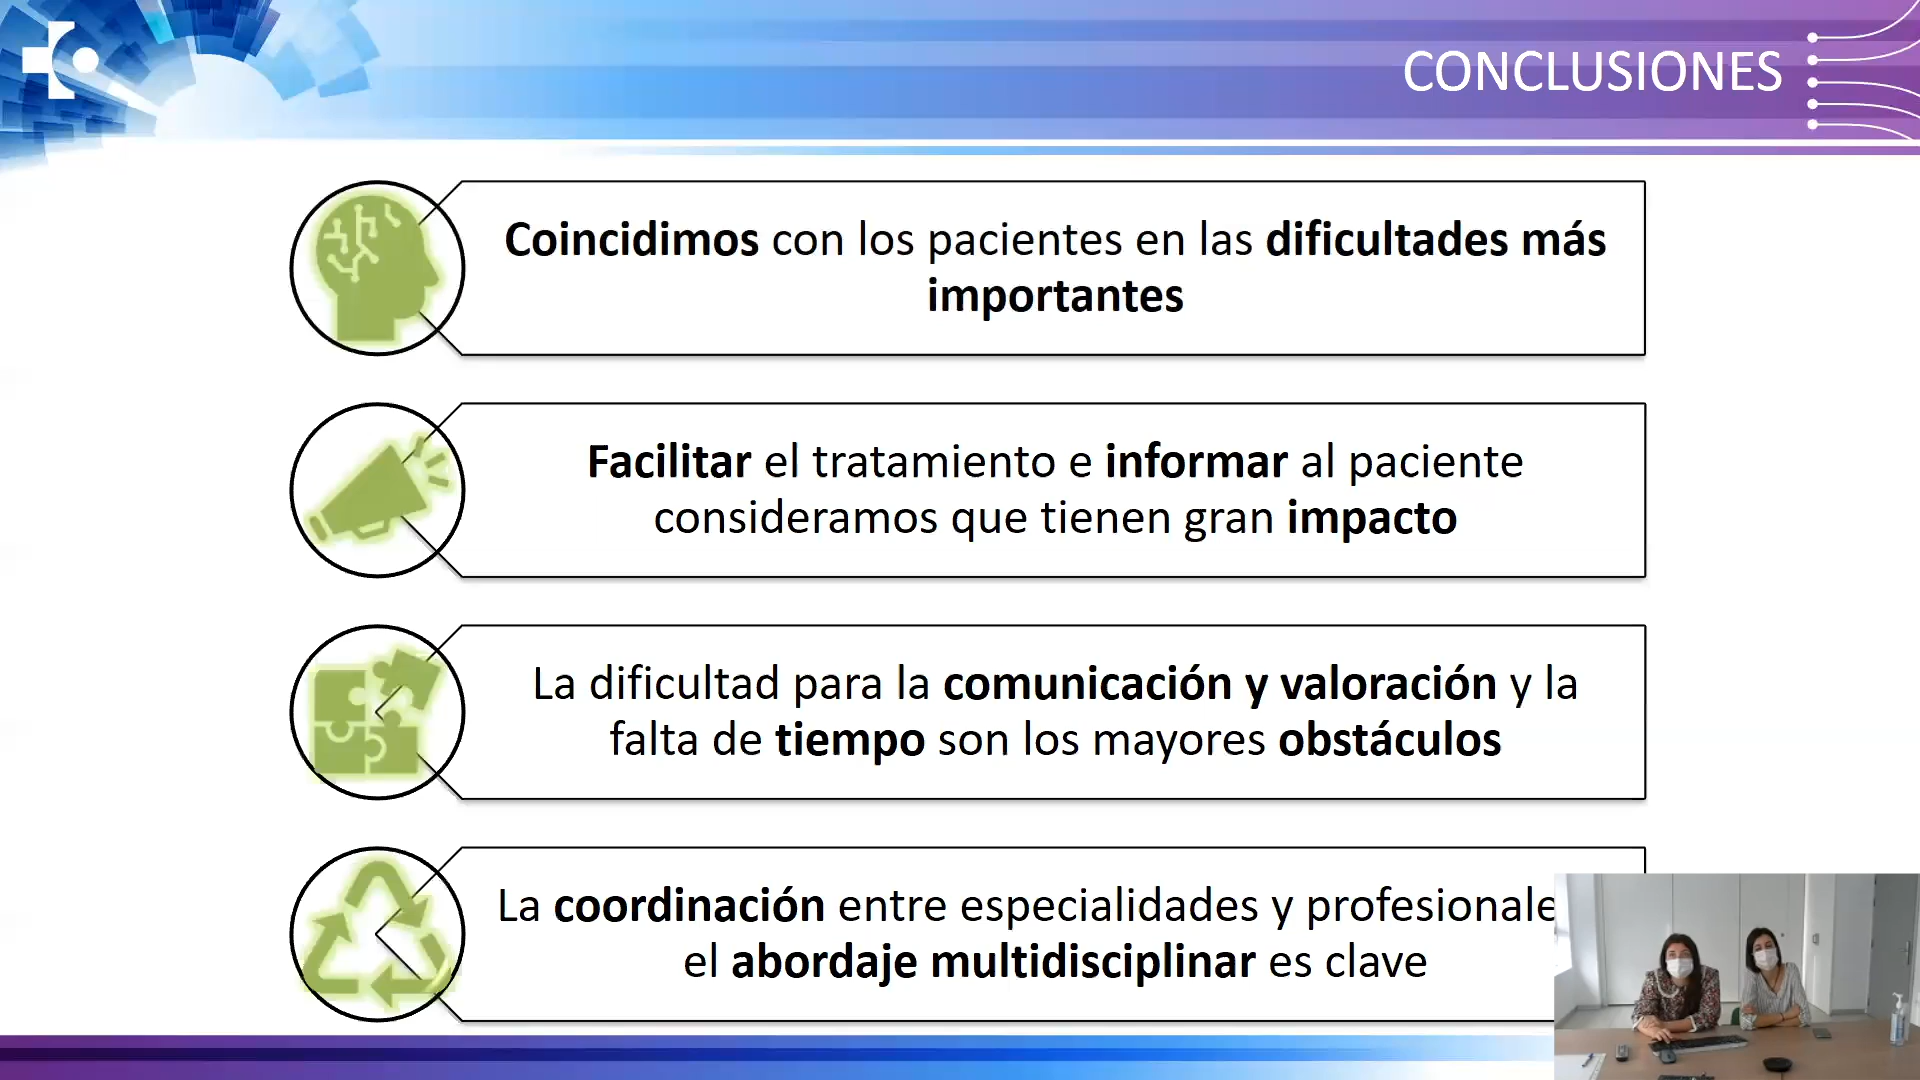 CONCLUSIONES
Coincidimos con los pacientes en las dificultades más
importantes
Facilitar el tratamiento e informar al paciente
consideramos que tienen gran impacto
La dificultad para la comunicación y valoración y la
falta de tiempo son los mayores obstáculos
La coordinación entre especialidades y
el abordaje multidisciplinar es clave